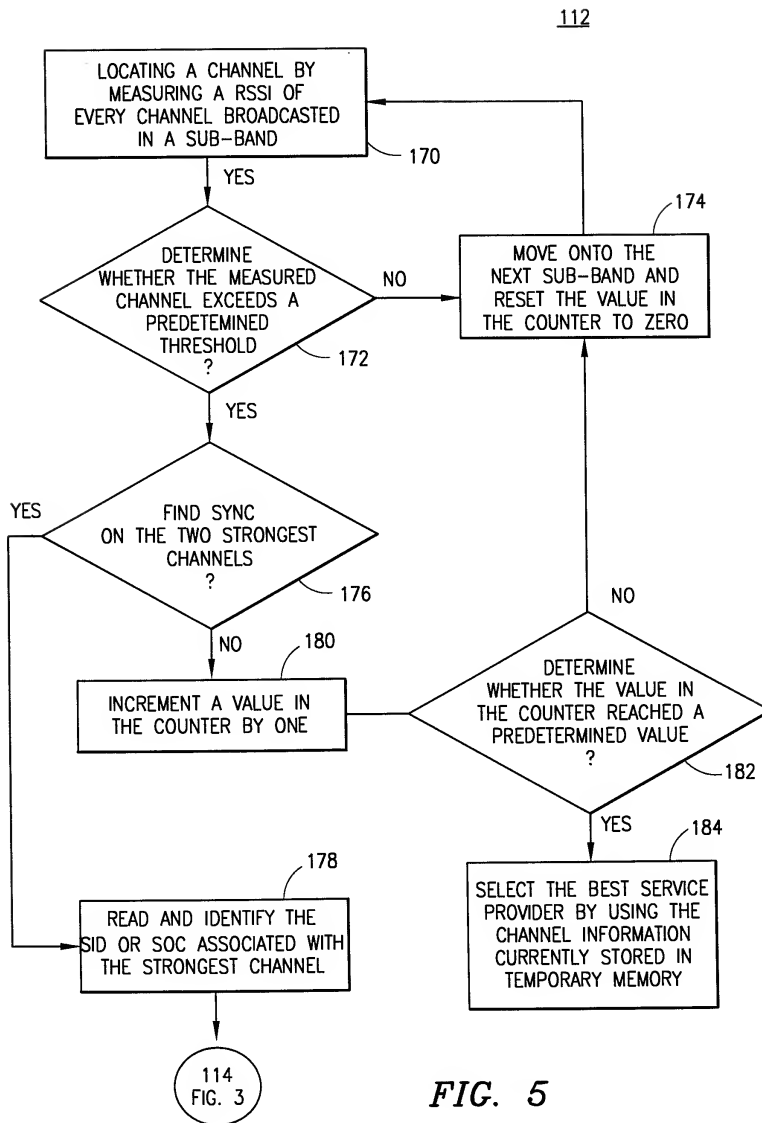 112
LOCATING A CHANNEL BY
MEASURING A RSSI OF
EVERY CHANNEL BROADCASTED
IN A SUB-BAND
170
YES
174
DETERMINE
WHETHER THE MEASURED
CHANNEL EXCEEDS A
PREDETEMINED
THRESHOLD
?
172
NO
MOVE ONTO THE
NEXT SUB-BAND AND
RESET THE VALUE IN
THE COUNTER TO ZERO
YES
YES
FIND SYNC
ON THE TWO STRONGEST
CHANNELS
?
176
NO
180
INCREMENT A VALUE IN
THE COUNTER BY ONE
NO
DETERMINE
WHETHER THE VALUE IN
THE COUNTER REACHED A
PREDETERMINED VALUE
?
182
YES
184
178
READ AND IDENTIFY THE
SID OR SOC ASSOCIATED WITH
THE STRONGEST CHANNEL
SELECT THE BEST SERVICE
PROVIDER BY USING THE
CHANNEL INFORMATION
CURRENTLY STORED IN
TEMPORARY MEMORY
114
FIG. 3
FIG. 5